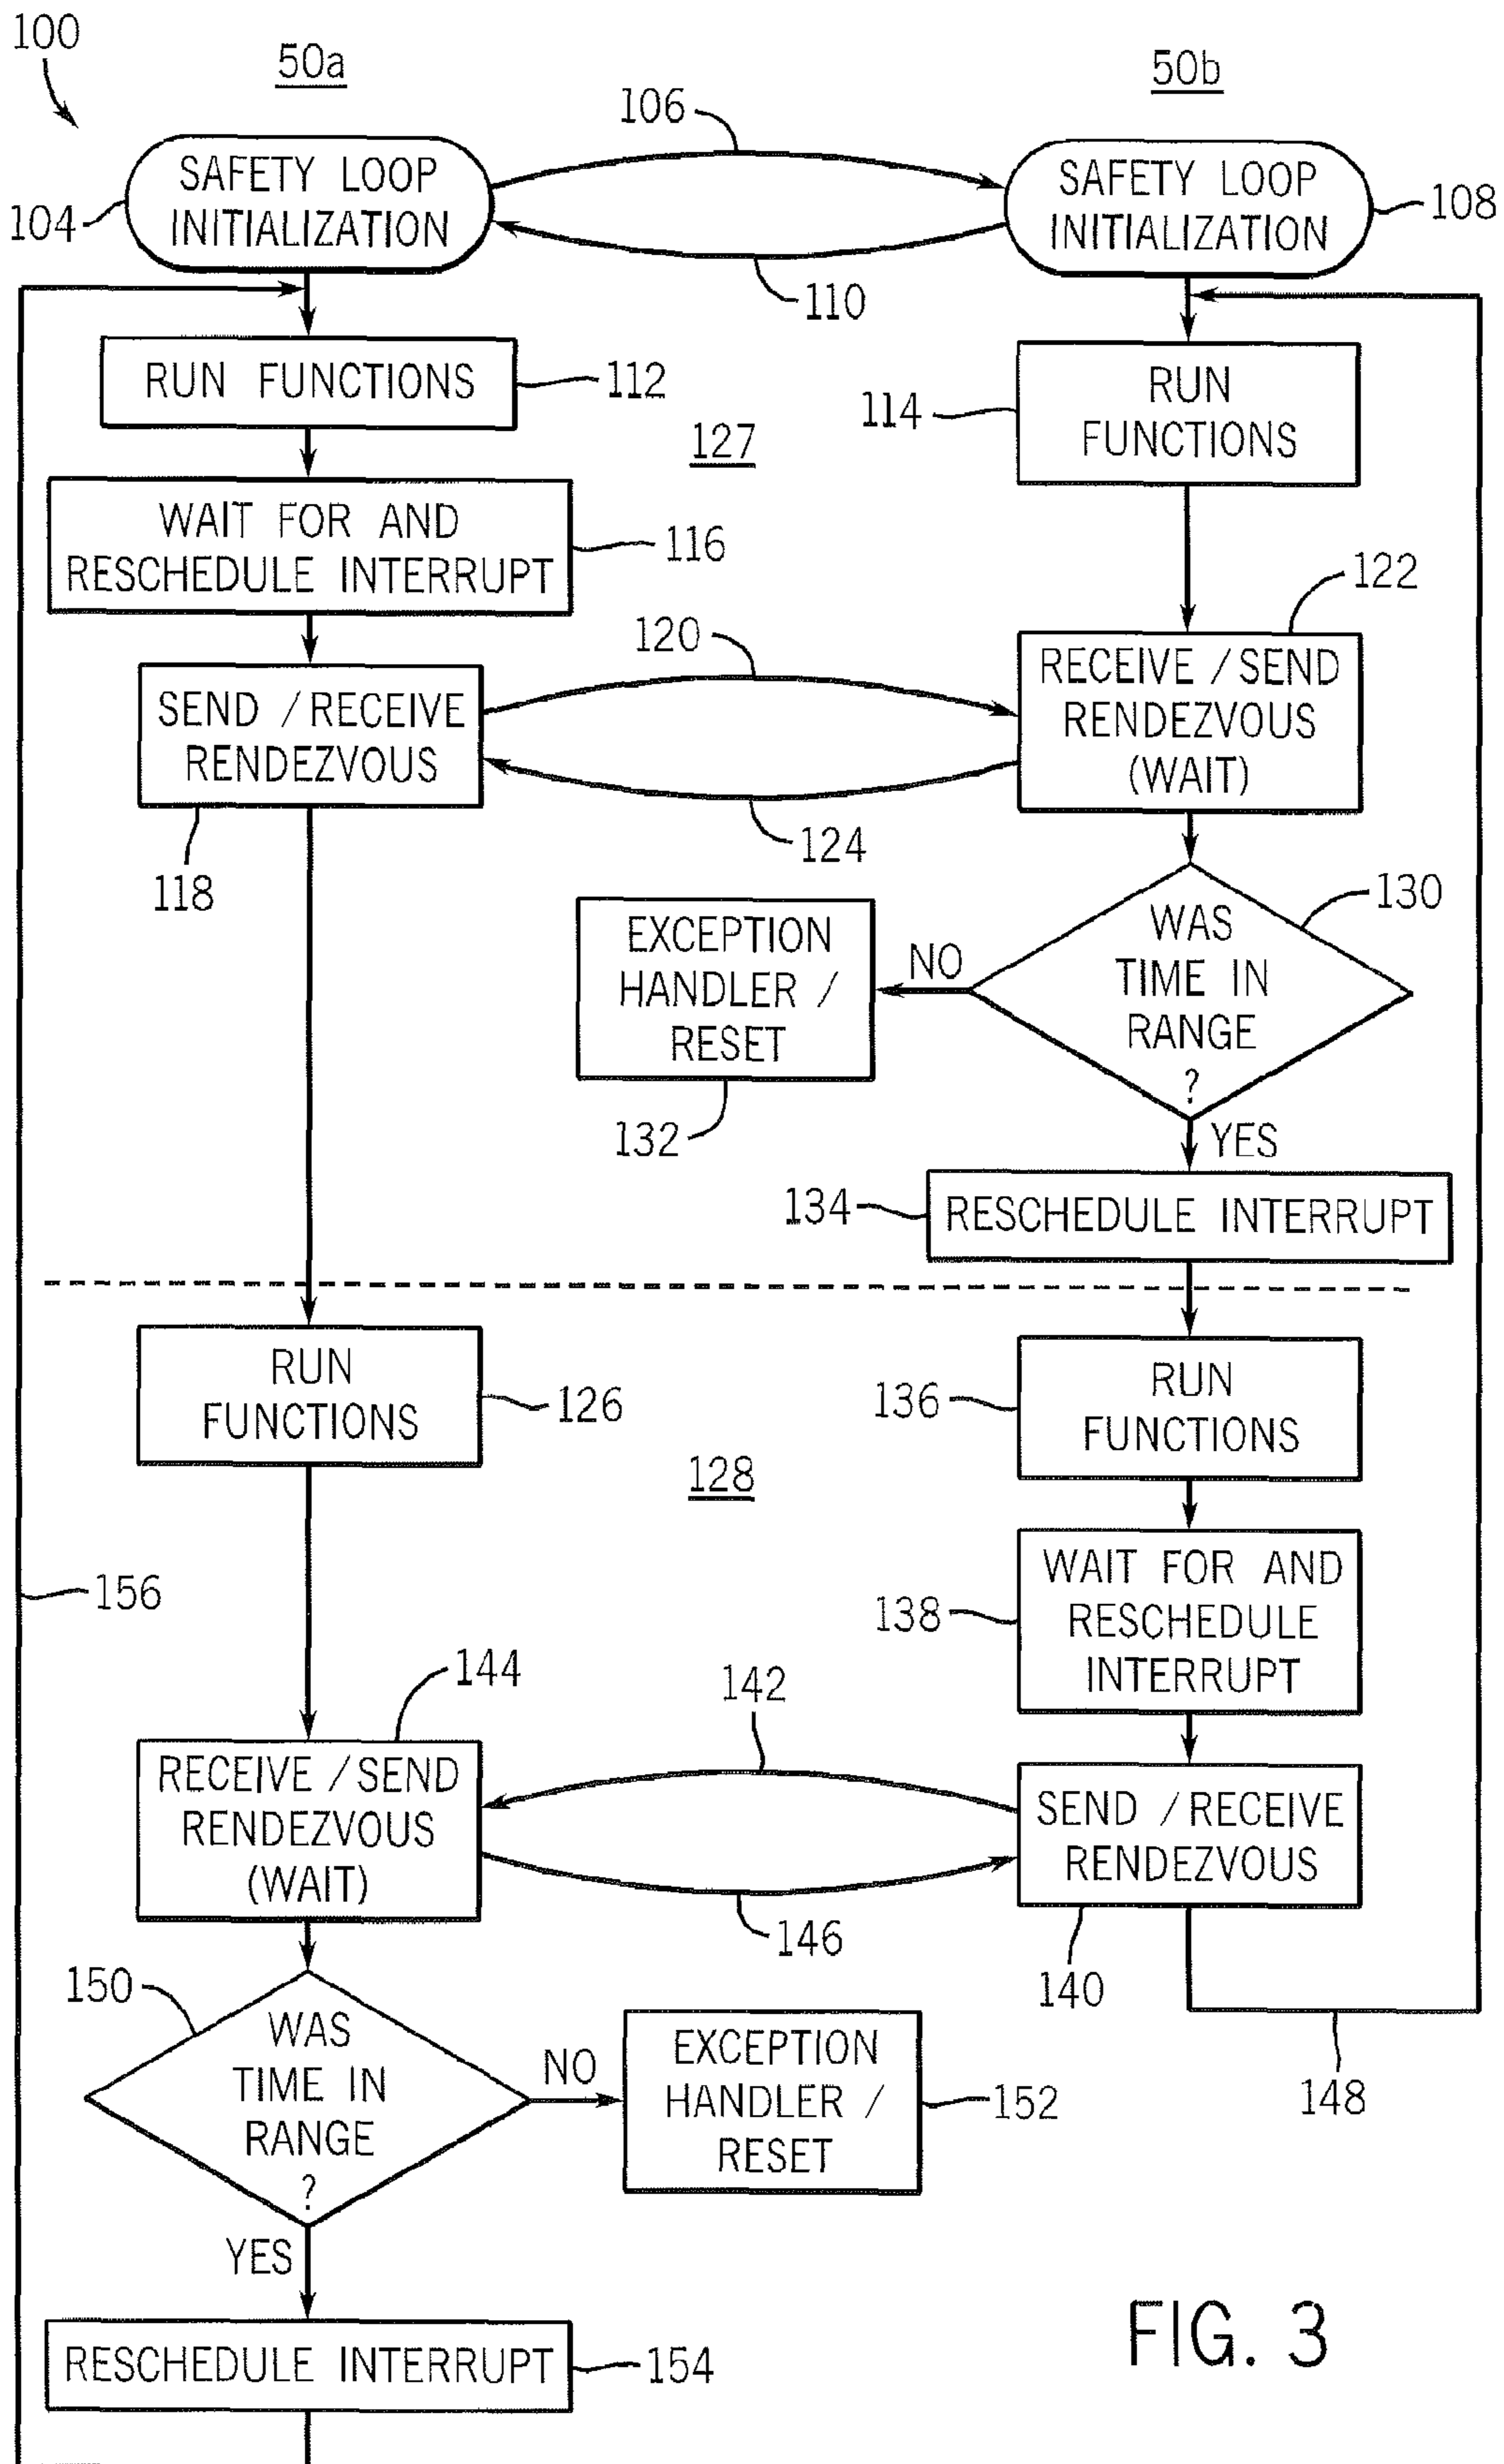 100
50a
50b
106
SAFETY LOOP
INITIALIZATION
104
SAFETY LOOP
INITIALIZATION
108
110
RUN FUNCTIONS
112
114
RUN
FUNCTIONS
127
WAIT FOR AND
RESCHEDULE INTERRUPT
116
122
120
SEND / RECEIVE
RENDEZVOUS
118
RECEIVE / SEND
RENDEZVOUS
(WAIT)
124
130
WAS
TIME IN
RANGE
?
NO
EXCEPTION
HANDLER /
RESET
132
YES
134
RESCHEDULE INTERRUPT
RUN
FUNCTIONS
126
136
RUN
FUNCTIONS
128
156
138
WAIT FOR AND
RESCHEDULE
INTERRUPT
144
142
RECEIVE / SEND
RENDEZVOUS
(WAIT)
SEND / RECEIVE
RENDEZVOUS
146
140
148
150
WAS
TIME IN
RANGE
?
NO
EXCEPTION
HANDLER /
RESET
152
YES
RESCHEDULE INTERRUPT
154
FIG. 3